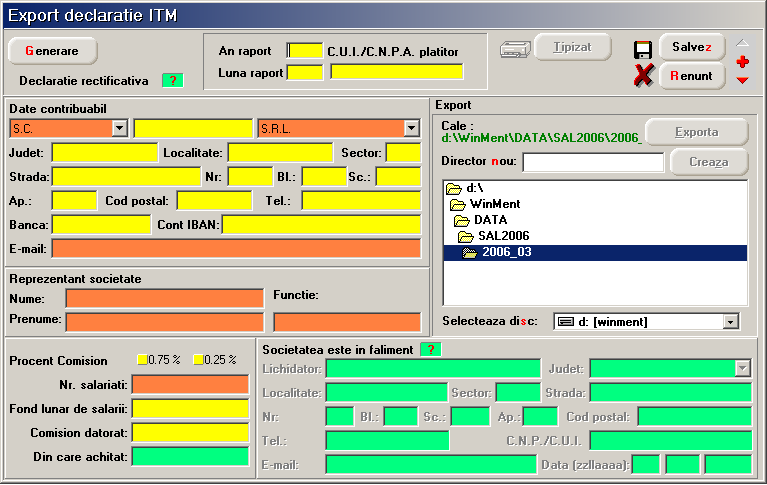 Export declaratie ITM
Generare
An raport
C.U.I./C.N.P.A. platitor
Tipizat
Salvez
Luna raport
Renunt
Declaratie rectificativa ?
Date contribuabil
S.C.
S.R.L.
Judet:
Localitate:
Sector:
Strada:
Nr:
Bl.:
Sc.:
Ap.:
Cod postal:
Tel.:
Banca:
Cont IBAN:
E-mail:
Reprezentant societate
Nume:
Functie:
Prenume:
Export
Cale :
d:\WinMent\DATA\SAL2006\2006_
Exporta
Director nou:
Creaza
d:\
WinMent
DATA
SAL2006
2006_03
Selecteaza disc:
d: [winment]
Procent Comision
0.75 %
0.25 %
Nr. salariati:
Fond lunar de salarii:
Comision datorat:
Din care achitat:
Societatea este in faliment ?
Lichidator:
Judet:
Localitate:
Sector:
Strada:
Nr:
Bl.:
Sc.:
Ap.:
Cod postal:
Tel.:
C.N.P./C.U.I.
E-mail:
Data (zzllaaaa):